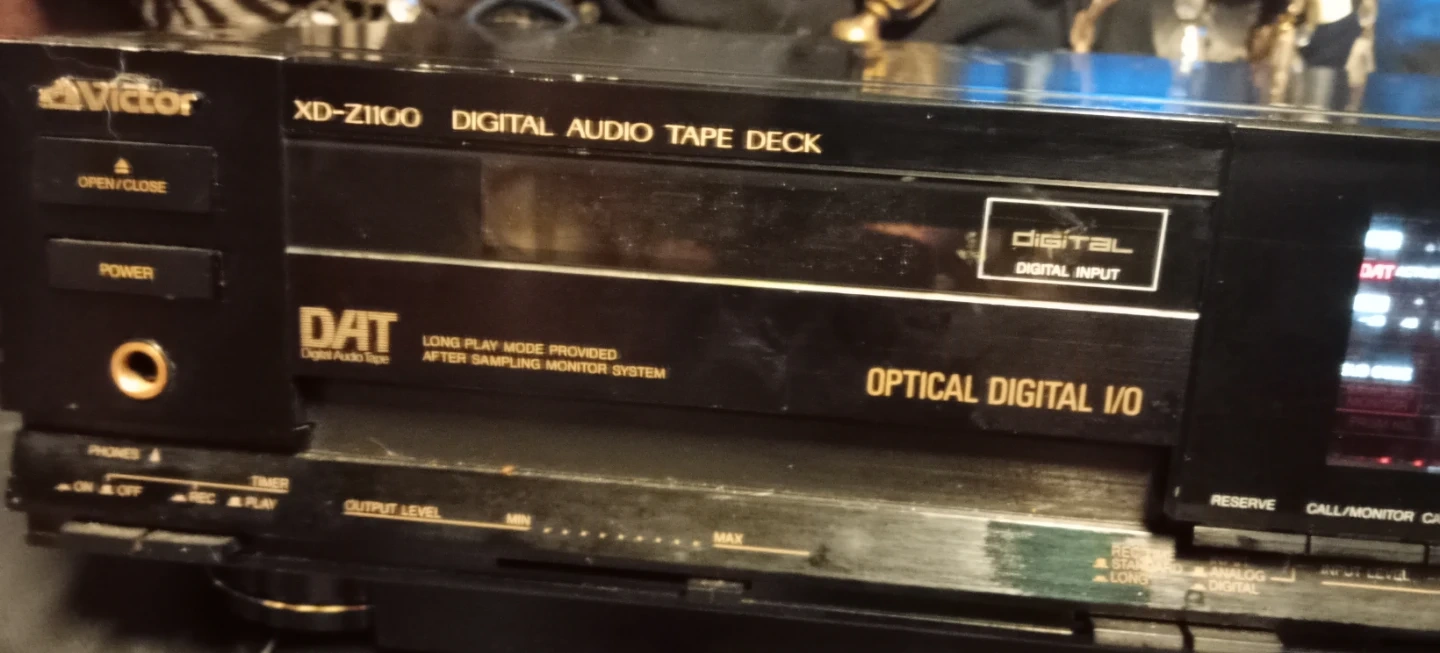 Victor
XD-Z1100 DIGITAL AUDIO TAPE DECK
OPEN/CLOSE
digital
DIGITAL INPUT
POWER
DAT
Digital Audio Tape
LONG PLAY MODE PROVIDED
AFTER SAMPLING MONITOR SYSTEM
OPTICAL DIGITAL I/O
DAT
PHONES
TIMER
ON OFF REC PLAY
OUTPUT LEVEL MIN MAX
RESERVE CALL/MONITOR CA
STANDARD
LONG
ANALOG
DIGITAL
INPUT LEVEL